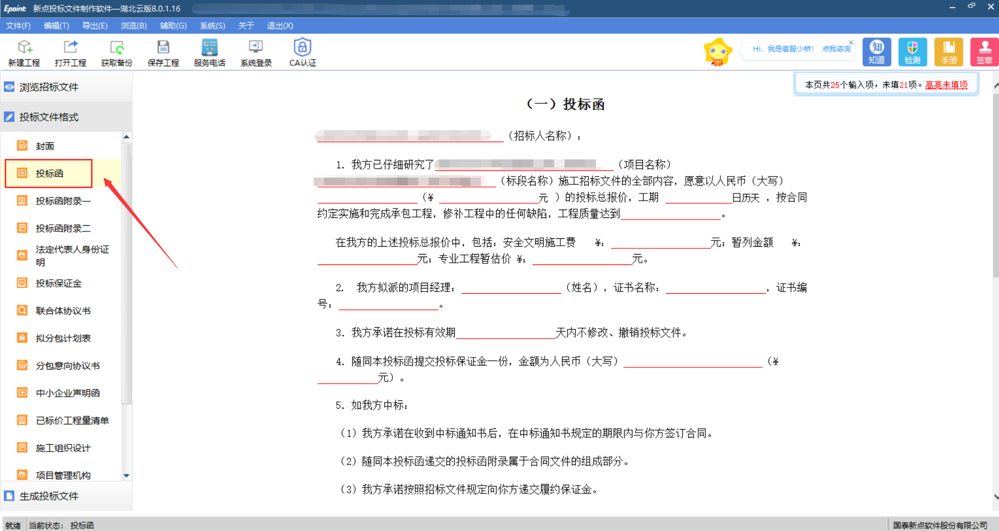 Epoint 新点投标文件制作软件—湖北云版8.0.1.16
文件(F) 编辑(T) 导出(E) 浏览(B) 辅助(G) 系统(S) 关于 退出(X)
新建工程 打开工程 获取备份 保存工程 服务电话 系统登录 CA认证
Hi，我是客服小桥！ 点我咨询
知 知道 检测 手册 签章
浏览招标文件
投标文件格式
封面
投标函
投标函附录一
投标函附录二
法定代表人身份证
明
投标保证金
联合体协议书
拟分包计划表
分包意向协议书
中小企业声明函
已标价工程量清单
施工组织设计
项目管理机构
生成投标文件
本页共25个输入项，未填21项。高亮未填项
（一）投标函
（招标人名称）：
1. 我方已仔细研究了 （项目名称）
（标段名称）施工招标文件的全部内容，愿意以人民币（大写）
（¥ 元 ）的投标总报价，工期 日历天 ，按合同
约定实施和完成承包工程，修补工程中的任何缺陷，工程质量达到 。
在我方的上述投标总报价中，包括：安全文明施工费 ¥： 元；暂列金额 ¥：
元；专业工程暂估价 ¥： 元。
2. 我方拟派的项目经理： （姓名），证书名称： ，证书编
号： 。
3. 我方承诺在投标有效期 天内不修改、撤销投标文件。
4. 随同本投标函提交投标保证金一份，金额为人民币（大写） （¥
元）。
5. 如我方中标：
（1）我方承诺在收到中标通知书后，在中标通知书规定的期限内与你方签订合同。
（2）随同本投标函递交的投标函附录属于合同文件的组成部分。
（3）我方承诺按照招标文件规定向你方递交履约保证金。
就绪 当前状态： 投标函 国泰新点软件股份有限公司